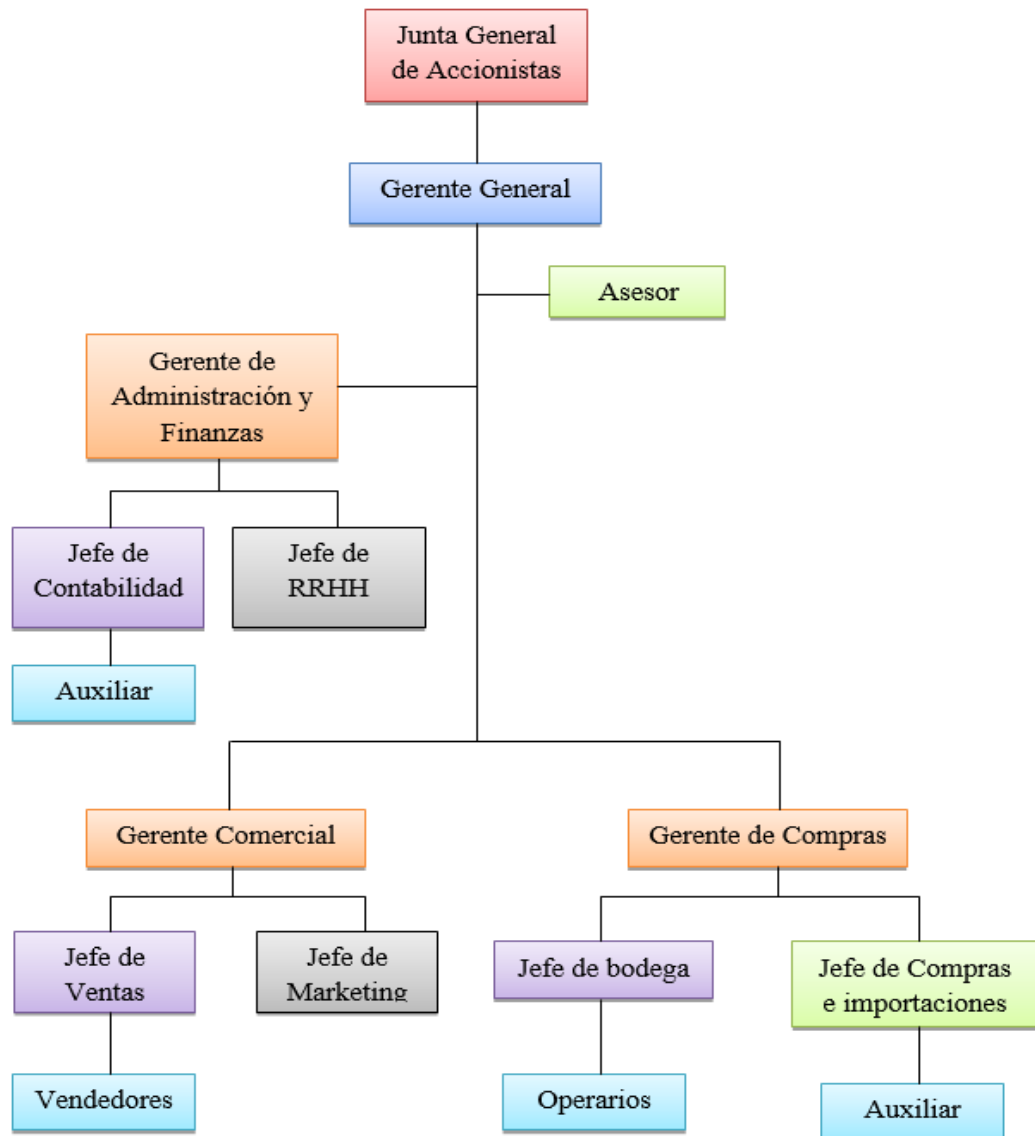 Junta General
de Accionistas
Gerente General
Asesor
Gerente de
Administración y
Finanzas
Jefe de
Contabilidad
Jefe de
RRHH
Auxiliar
Gerente Comercial
Gerente de Compras
Jefe de
Ventas
Jefe de
Marketing
Jefe de bodega
Jefe de Compras
e importaciones
Vendedores
Operarios
Auxiliar